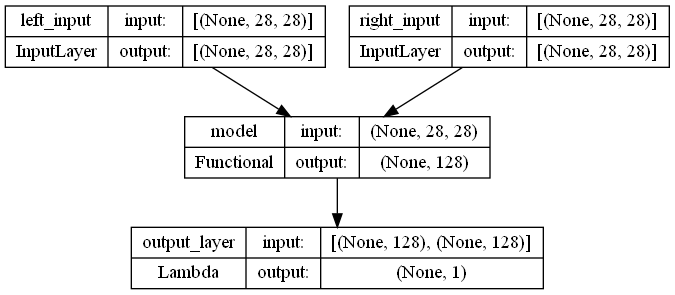 left_input input: [(None, 28, 28)] right_input input: [(None, 28, 28)]
InputLayer output: [(None, 28, 28)] InputLayer output: [(None, 28, 28)]
model input: (None, 28, 28)
Functional output: (None, 128)
output_layer input: [(None, 128), (None, 128)]
Lambda output: (None, 1)